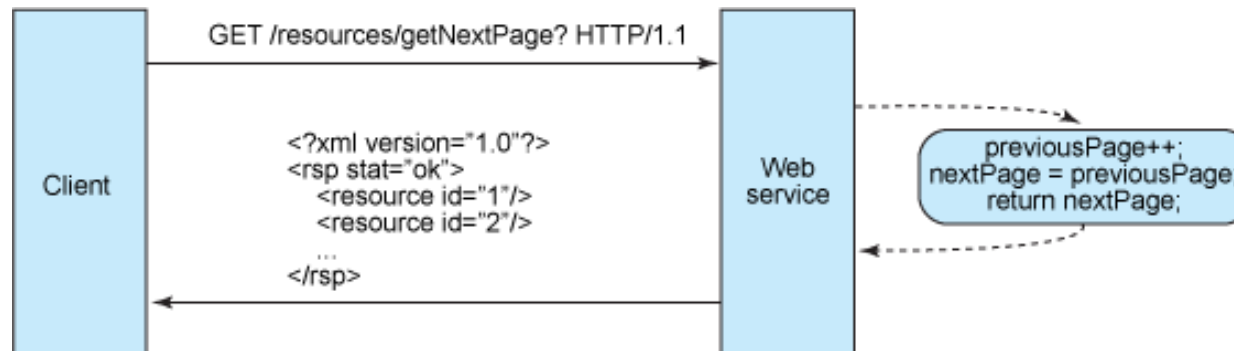 GET /resources/getNextPage? HTTP/1.1
<?xml version="1.0"?>
<rsp stat="ok">
<resource id="1"/>
<resource id="2"/>
...
</rsp>
Client
Web
service
previousPage++;
nextPage = previousPage;
return nextPage;